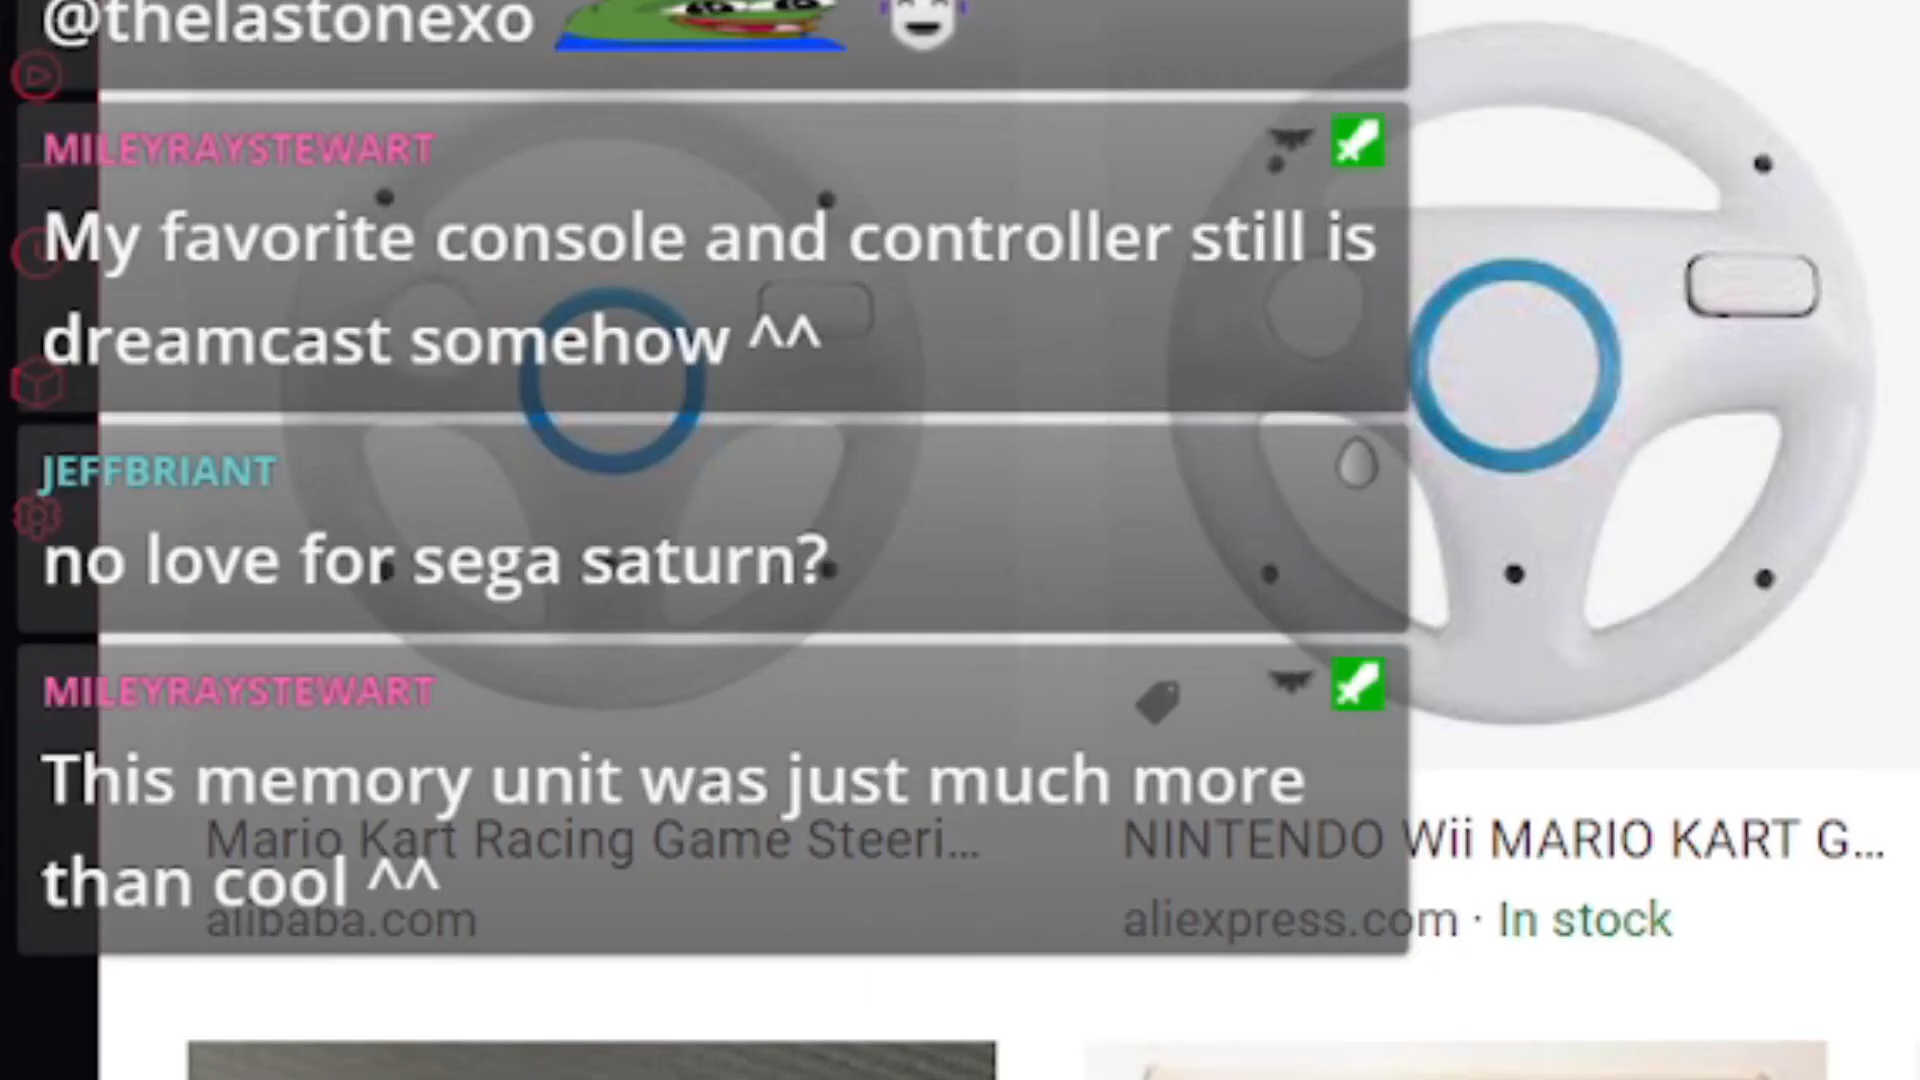 @thelastonexo
MILEYRAYSTEWART
My favorite console and controller still is
dreamcast somehow ^^
JEFFBRIANT
no love for sega saturn?
MILEYRAYSTEWART
This memory unit was just much more
than cool ^^
Mario Kart Racing Game Steeri...
alibaba.com
NINTENDO Wii MARIO KART G...
aliexpress.com · In stock